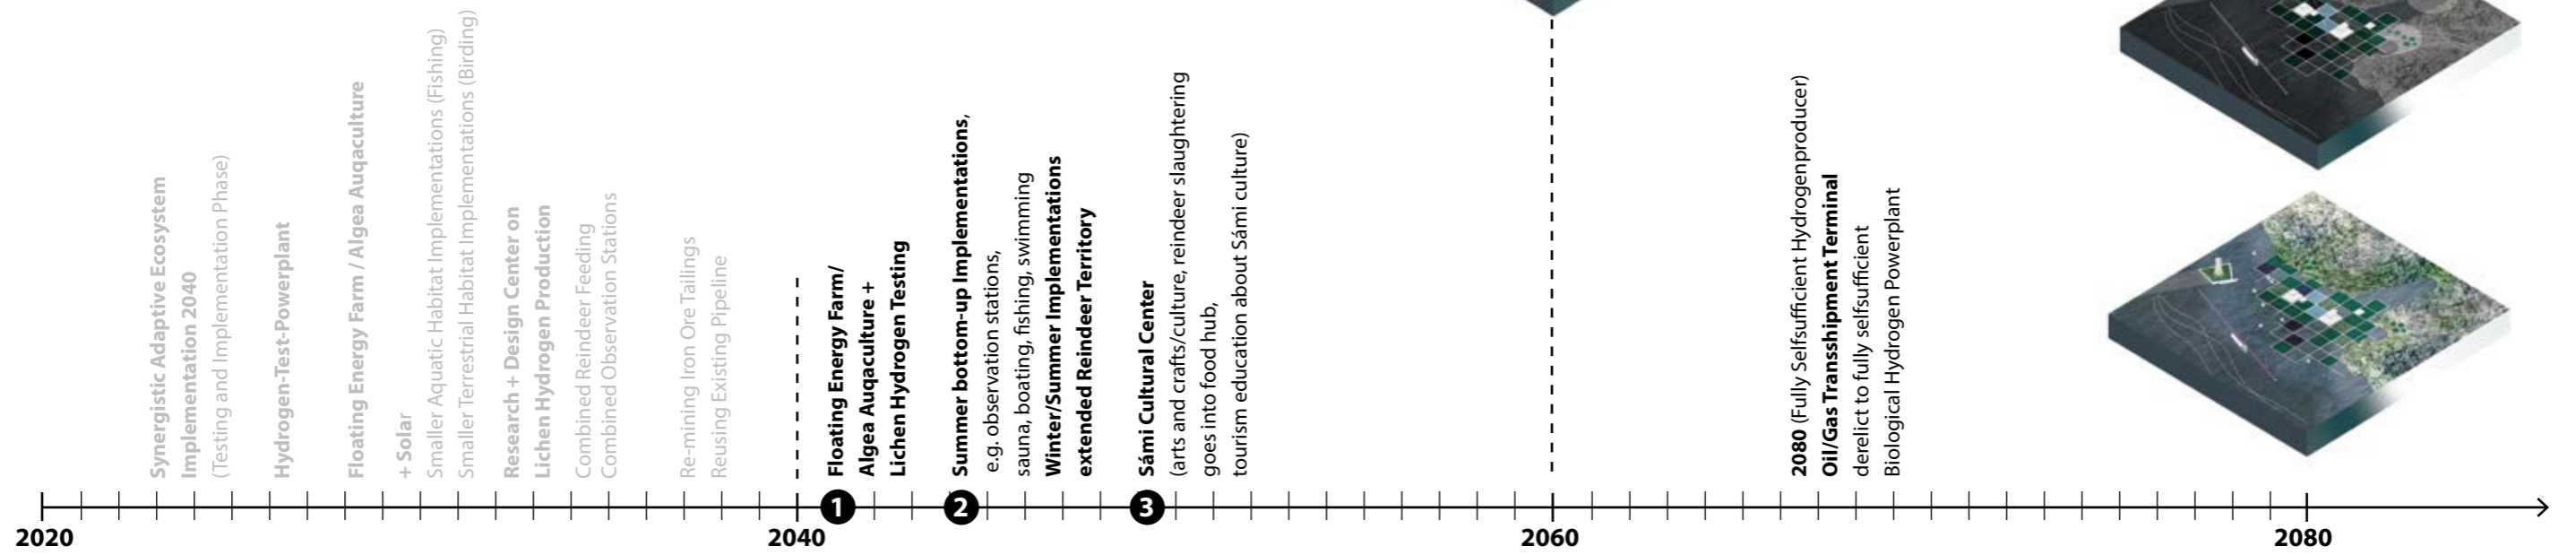 Synergistic Adaptive Ecosystem
Implementation 2040
(Testing and Implementation Phase)
Hydrogen-Test-Powerplant
Floating Energy Farm / Algea Auqaculture
+ Solar
Smaller Aquatic Habitat Implementations (Fishing)
Smaller Terrestrial Habitat Implementations (Birding)
Research + Design Center on
Lichen Hydrogen Production
Combined Reindeer Feeding
Combined Observation Stations
Re-mining Iron Ore Tailings
Reusing Existing Pipeline
Floating Energy Farm/
Algea Auqaculture +
Lichen Hydrogen Testing
Summer bottom-up Implementations,
e.g. observation stations,
sauna, boating, fishing, swimming
Winter/Summer Implementations
extended Reindeer Territory
Sámi Cultural Center
(arts and crafts/culture, reindeer slaughtering
goes into food hub,
tourism education about Sámi culture)
2080 (Fully Selfsufficient Hydrogenproducer)
Oil/Gas Transshipment Terminal
derelict to fully selfsufficient
Biological Hydrogen Powerplant
1
2
3
2020
2040
2060
2080